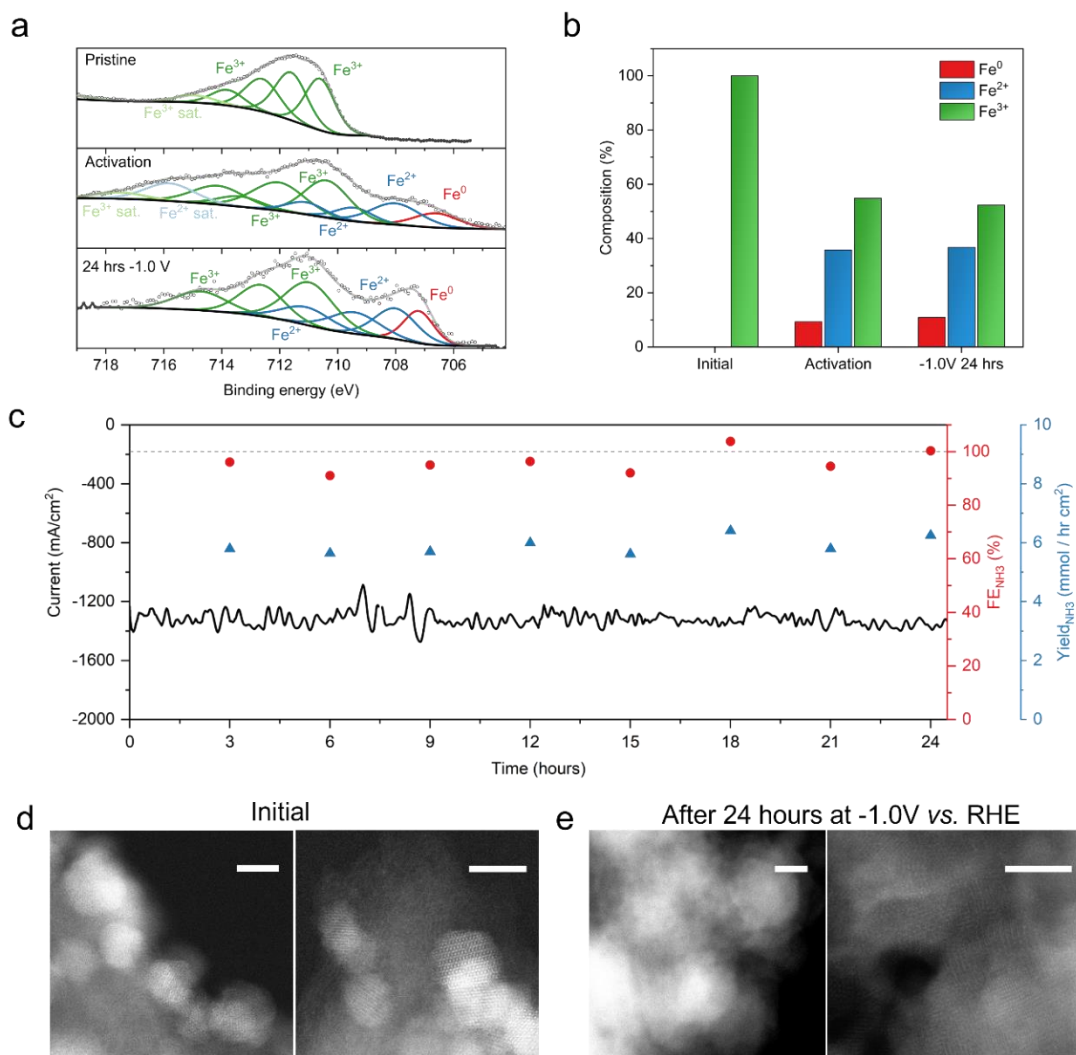 a
Pristine
Fe³⁺
Fe³⁺
Fe³⁺ sat.
Activation
Fe³⁺
Fe²⁺
Fe⁰
Fe³⁺ sat.
Fe²⁺ sat.
Fe³⁺
Fe²⁺
24 hrs -1.0 V
Fe³⁺
Fe³⁺
Fe²⁺
Fe⁰
Fe²⁺
718 716 714 712 710 708 706
Binding energy (eV)
b
Composition (%)
100
80
60
40
20
0
Fe⁰
Fe²⁺
Fe³⁺
Initial Activation -1.0V 24 hrs
c
Current (mA/cm²)
0
-400
-800
-1200
-1600
-2000
0 3 6 9 12 15 18 21 24
Time (hours)
100
80
60
40
20
0
FE_NH3 (%)
10
8
6
4
2
0
Yield_NH3 (mmol / hr cm²)
d
Initial
e
After 24 hours at -1.0V vs. RHE